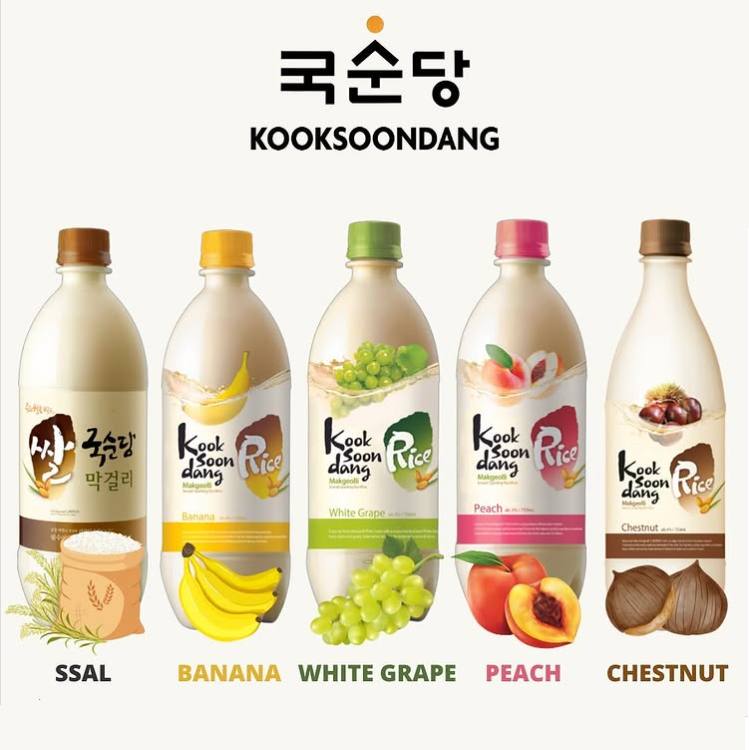 국순당
KOOKSOONDANG
쌀
국순당
막걸리
Kook
Soon
dang
Rice
Makgeolli
Banana
Kook
Soon
dang
Rice
Makgeolli
White Grape
Kook
Soon
dang
Rice
Makgeolli
Peach
Kook
Soon
dang
Rice
Makgeolli
Chestnut
SSAL
BANANA
WHITE GRAPE
PEACH
CHESTNUT